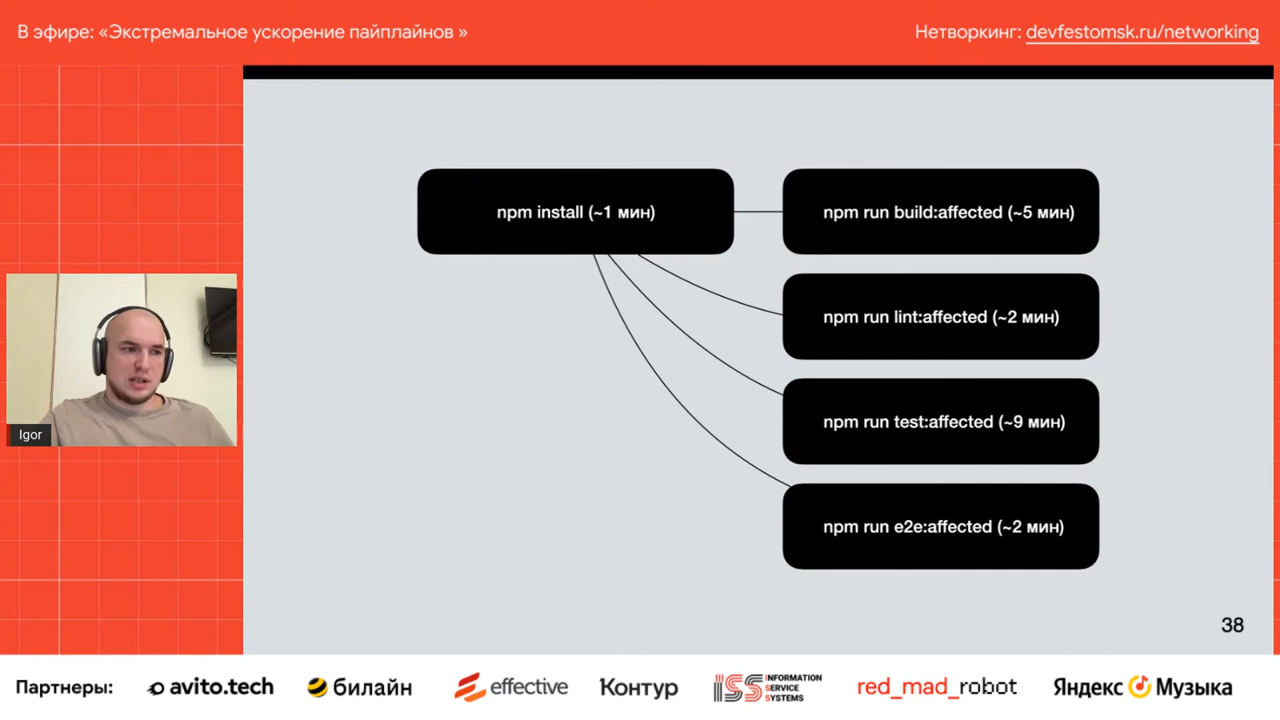 В эфире: «Экстремальное ускорение пайплайнов »
Нетворкинг: devfestomsk.ru/networking
npm install (~1 мин)
npm run build:affected (~5 мин)
npm run lint:affected (~2 мин)
npm run test:affected (~9 мин)
npm run e2e:affected (~2 мин)
Igor
38
Партнеры:
avito.tech
билайн
effective
Контур
ISS INFORMATION
SERVICE
SYSTEMS
red_mad_robot
Яндекс Музыка